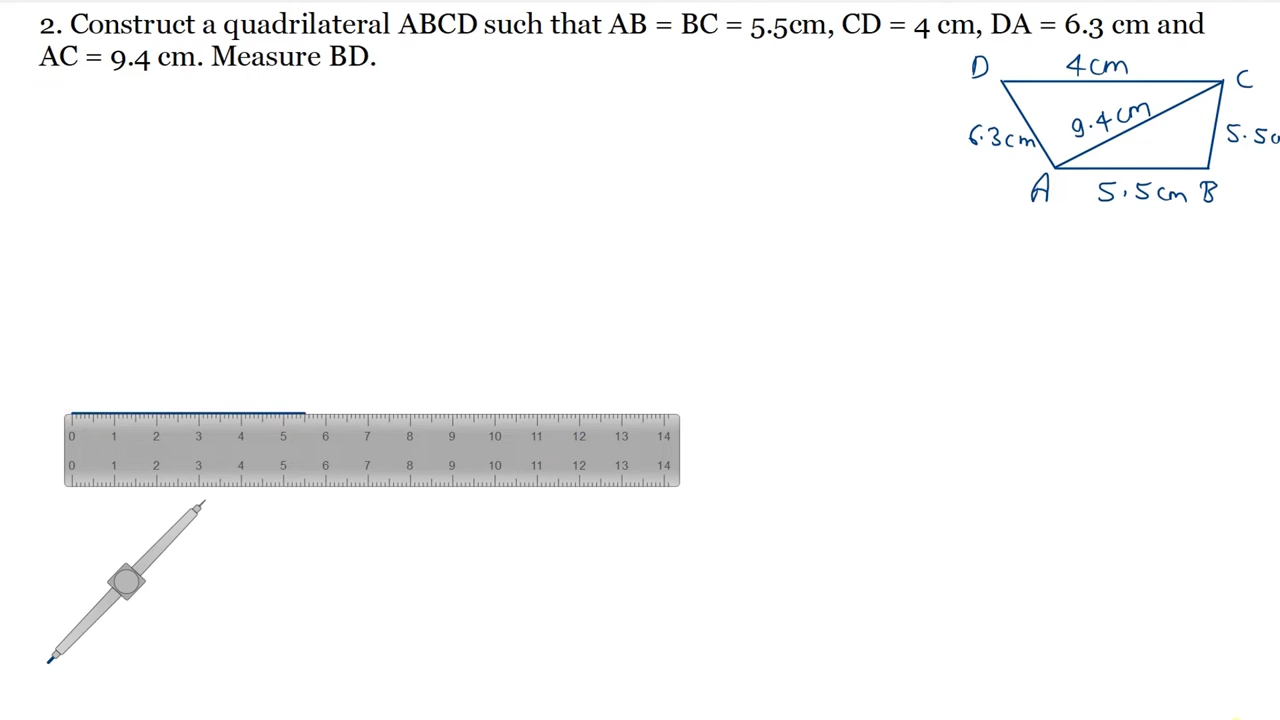 2. Construct a quadrilateral ABCD such that AB = BC = 5.5cm, CD = 4 cm, DA = 6.3 cm and
AC = 9.4 cm. Measure BD.
D 4cm C
6.3cm 9.4cm 5.5c
A 5.5cm B
0 1 2 3 4 5 6 7 8 9 10 11 12 13 14
0 1 2 3 4 5 6 7 8 9 10 11 12 13 14